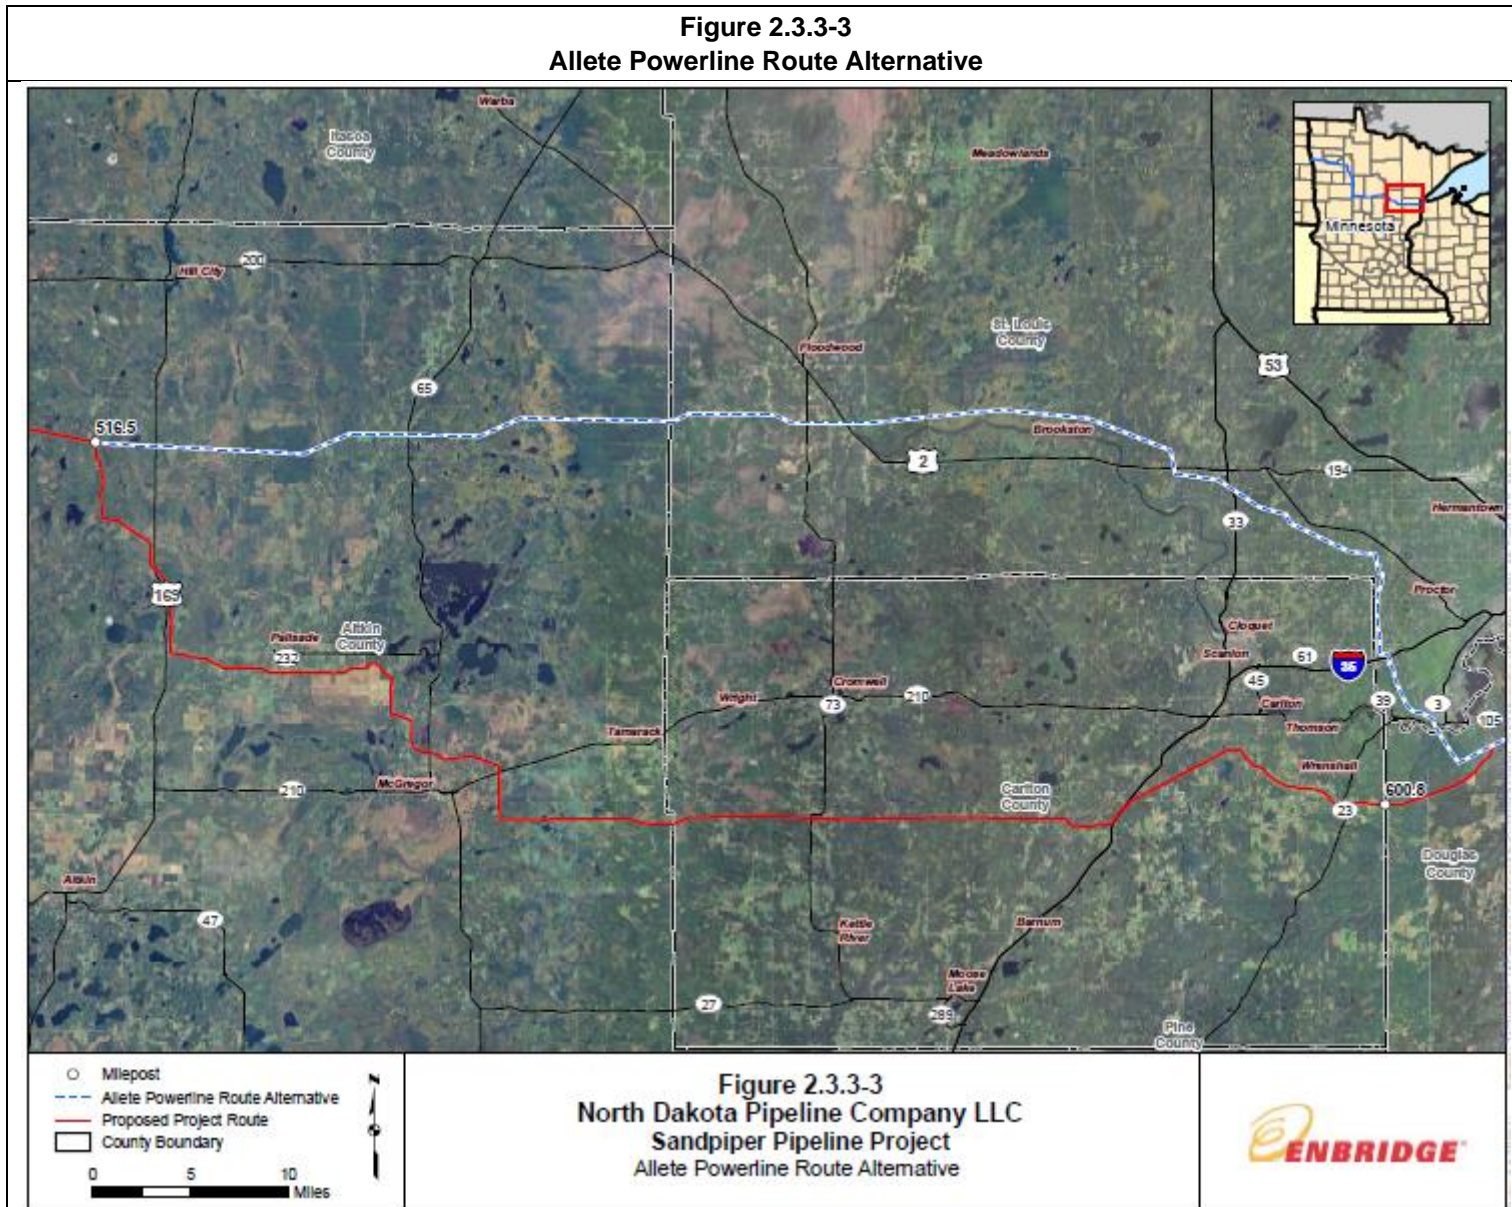 Figure 2.3.3-3
Allete Powerline Route Alternative
Warba
Itasca
County
Meadowlands
Minnesota
Hill City
200
St. Louis
County
Floodwood
53
65
516.5
Brookston
2
194
Hermantown
33
169
Proctor
Palisade
Aitkin
County
232
Cloquet
Scanlon
61
35
45
Cromwell
Wright
210
73
Carlton
39
3
105
Thomson
Tamarack
Wrenshall
McGregor
210
Carlton
County
600.8
23
Douglas
County
Aitkin
47
Kettle
River
Barnum
Moose
Lake
27
289
Pine
County
Milepost
Allete Powerline Route Alternative
Proposed Project Route
County Boundary
0 5 10
Miles
N
Figure 2.3.3-3
North Dakota Pipeline Company LLC
Sandpiper Pipeline Project
Allete Powerline Route Alternative
ENBRIDGE